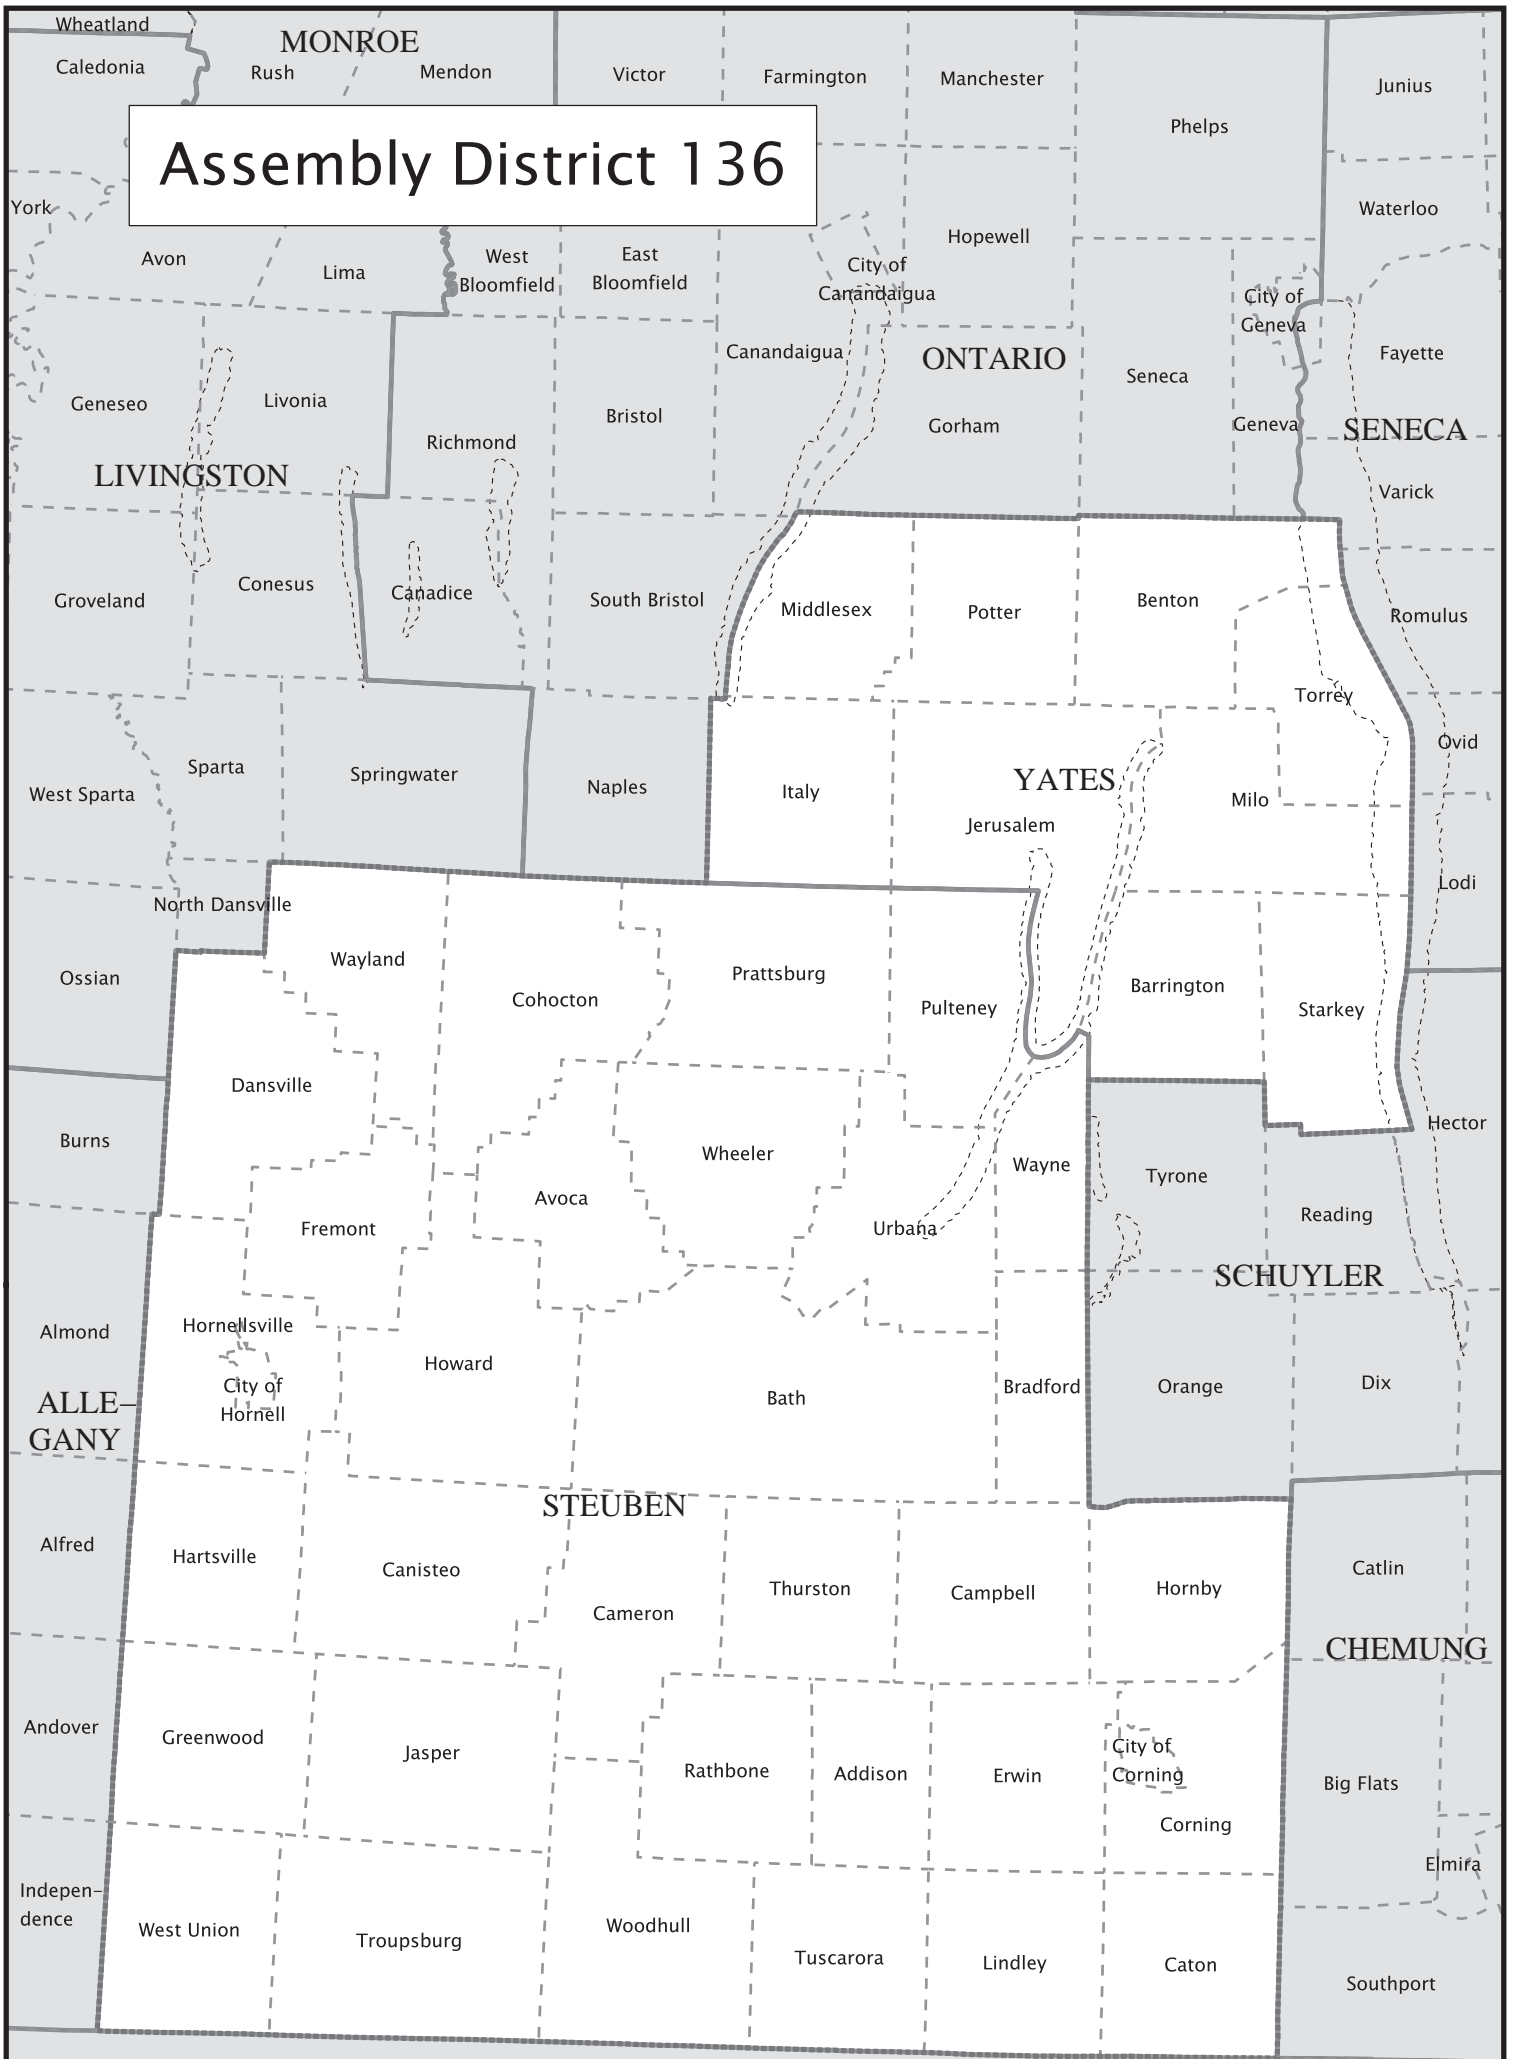 Wheatland
MONROE
Caledonia
Rush
Mendon
Victor
Farmington
Manchester
Junius
Phelps
Assembly District 136
York
Waterloo
Avon
Lima
West
Bloomfield
East
Bloomfield
Hopewell
City of
Canandaigua
City of
Geneva
Canandaigua
ONTARIO
Fayette
Seneca
Geneseo
Livonia
Bristol
Richmond
Gorham
Geneva
SENECA
LIVINGSTON
Varick
Groveland
Conesus
Canadice
South Bristol
Middlesex
Potter
Benton
Romulus
Torrey
Ovid
West Sparta
Sparta
Springwater
Naples
Italy
YATES
Jerusalem
Milo
Lodi
North Dansville
Ossian
Wayland
Cohocton
Prattsburg
Pulteney
Barrington
Starkey
Dansville
Burns
Hector
Wheeler
Wayne
Tyrone
Avoca
Fremont
Urbana
Reading
SCHUYLER
Almond
Hornellsville
Howard
City of
Hornell
Bath
Bradford
Orange
Dix
ALLE–
GANY
STEUBEN
Alfred
Hartsville
Canisteo
Cameron
Thurston
Campbell
Hornby
Catlin
CHEMUNG
Andover
Greenwood
Jasper
Rathbone
Addison
Erwin
City of
Corning
Big Flats
Corning
Elmira
Indepen–
dence
West Union
Troupsburg
Woodhull
Tuscarora
Lindley
Caton
Southport